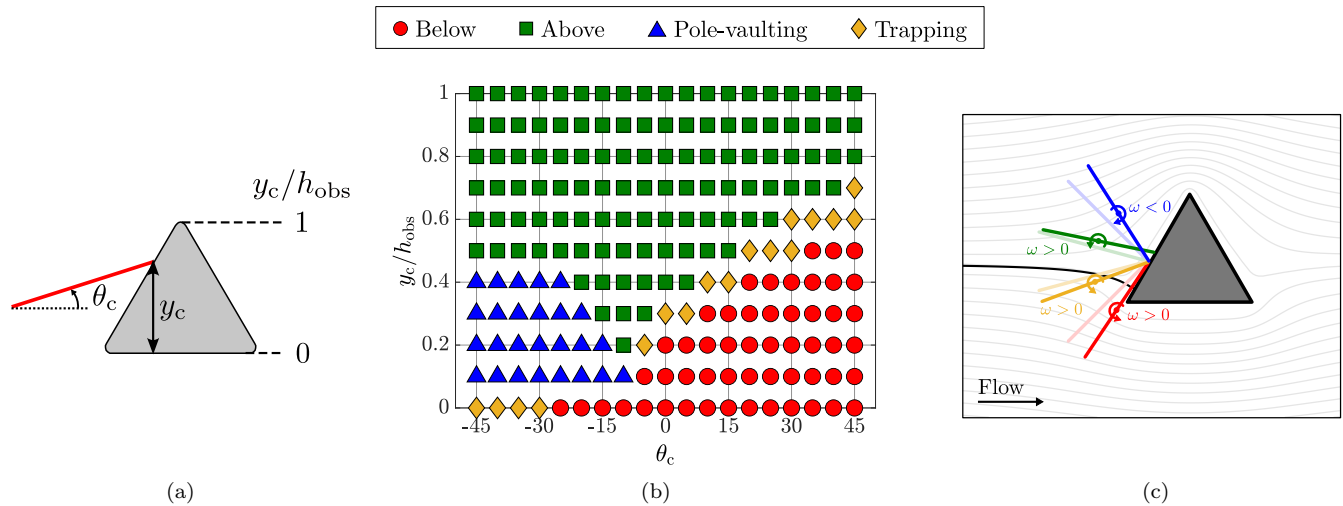 Below Above Pole-vaulting Trapping
y_c/h_obs
1
θ_c
y_c
0
(a)
y_c/h_obs
1
0.8
0.6
0.4
0.2
0
-45 -30 -15 0 15 30 45
θ_c
(b)
ω < 0
ω > 0
ω > 0
ω > 0
Flow
(c)